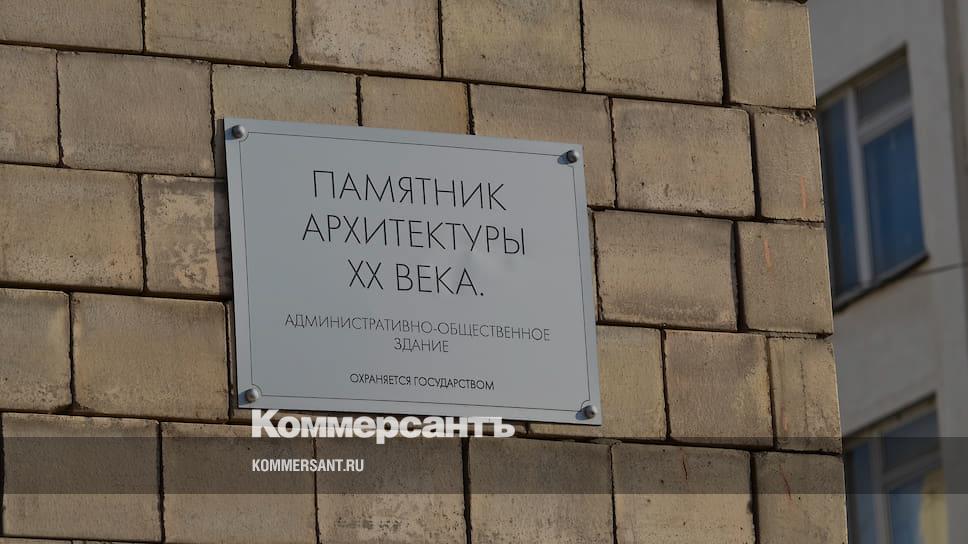 ПАМЯТНИК
АРХИТЕКТУРЫ
XX ВЕКА.
АДМИНИСТРАТИВНО-ОБЩЕСТВЕННОЕ
ЗДАНИЕ
ОХРАНЯЕТСЯ ГОСУДАРСТВОМ
Коммерсантъ
KOMMERSANT.RU